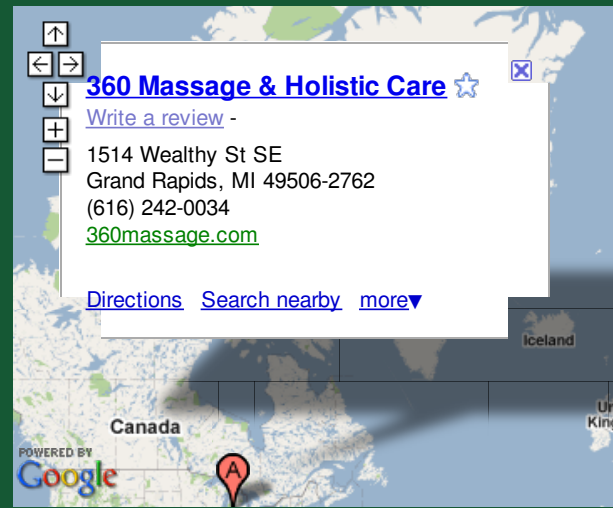 360 Massage & Holistic Care
Write a review -
1514 Wealthy St SE
Grand Rapids, MI 49506-2762
(616) 242-0034
360massage.com
Directions Search nearby more▼
Iceland
Canada
POWERED BY
Google
A